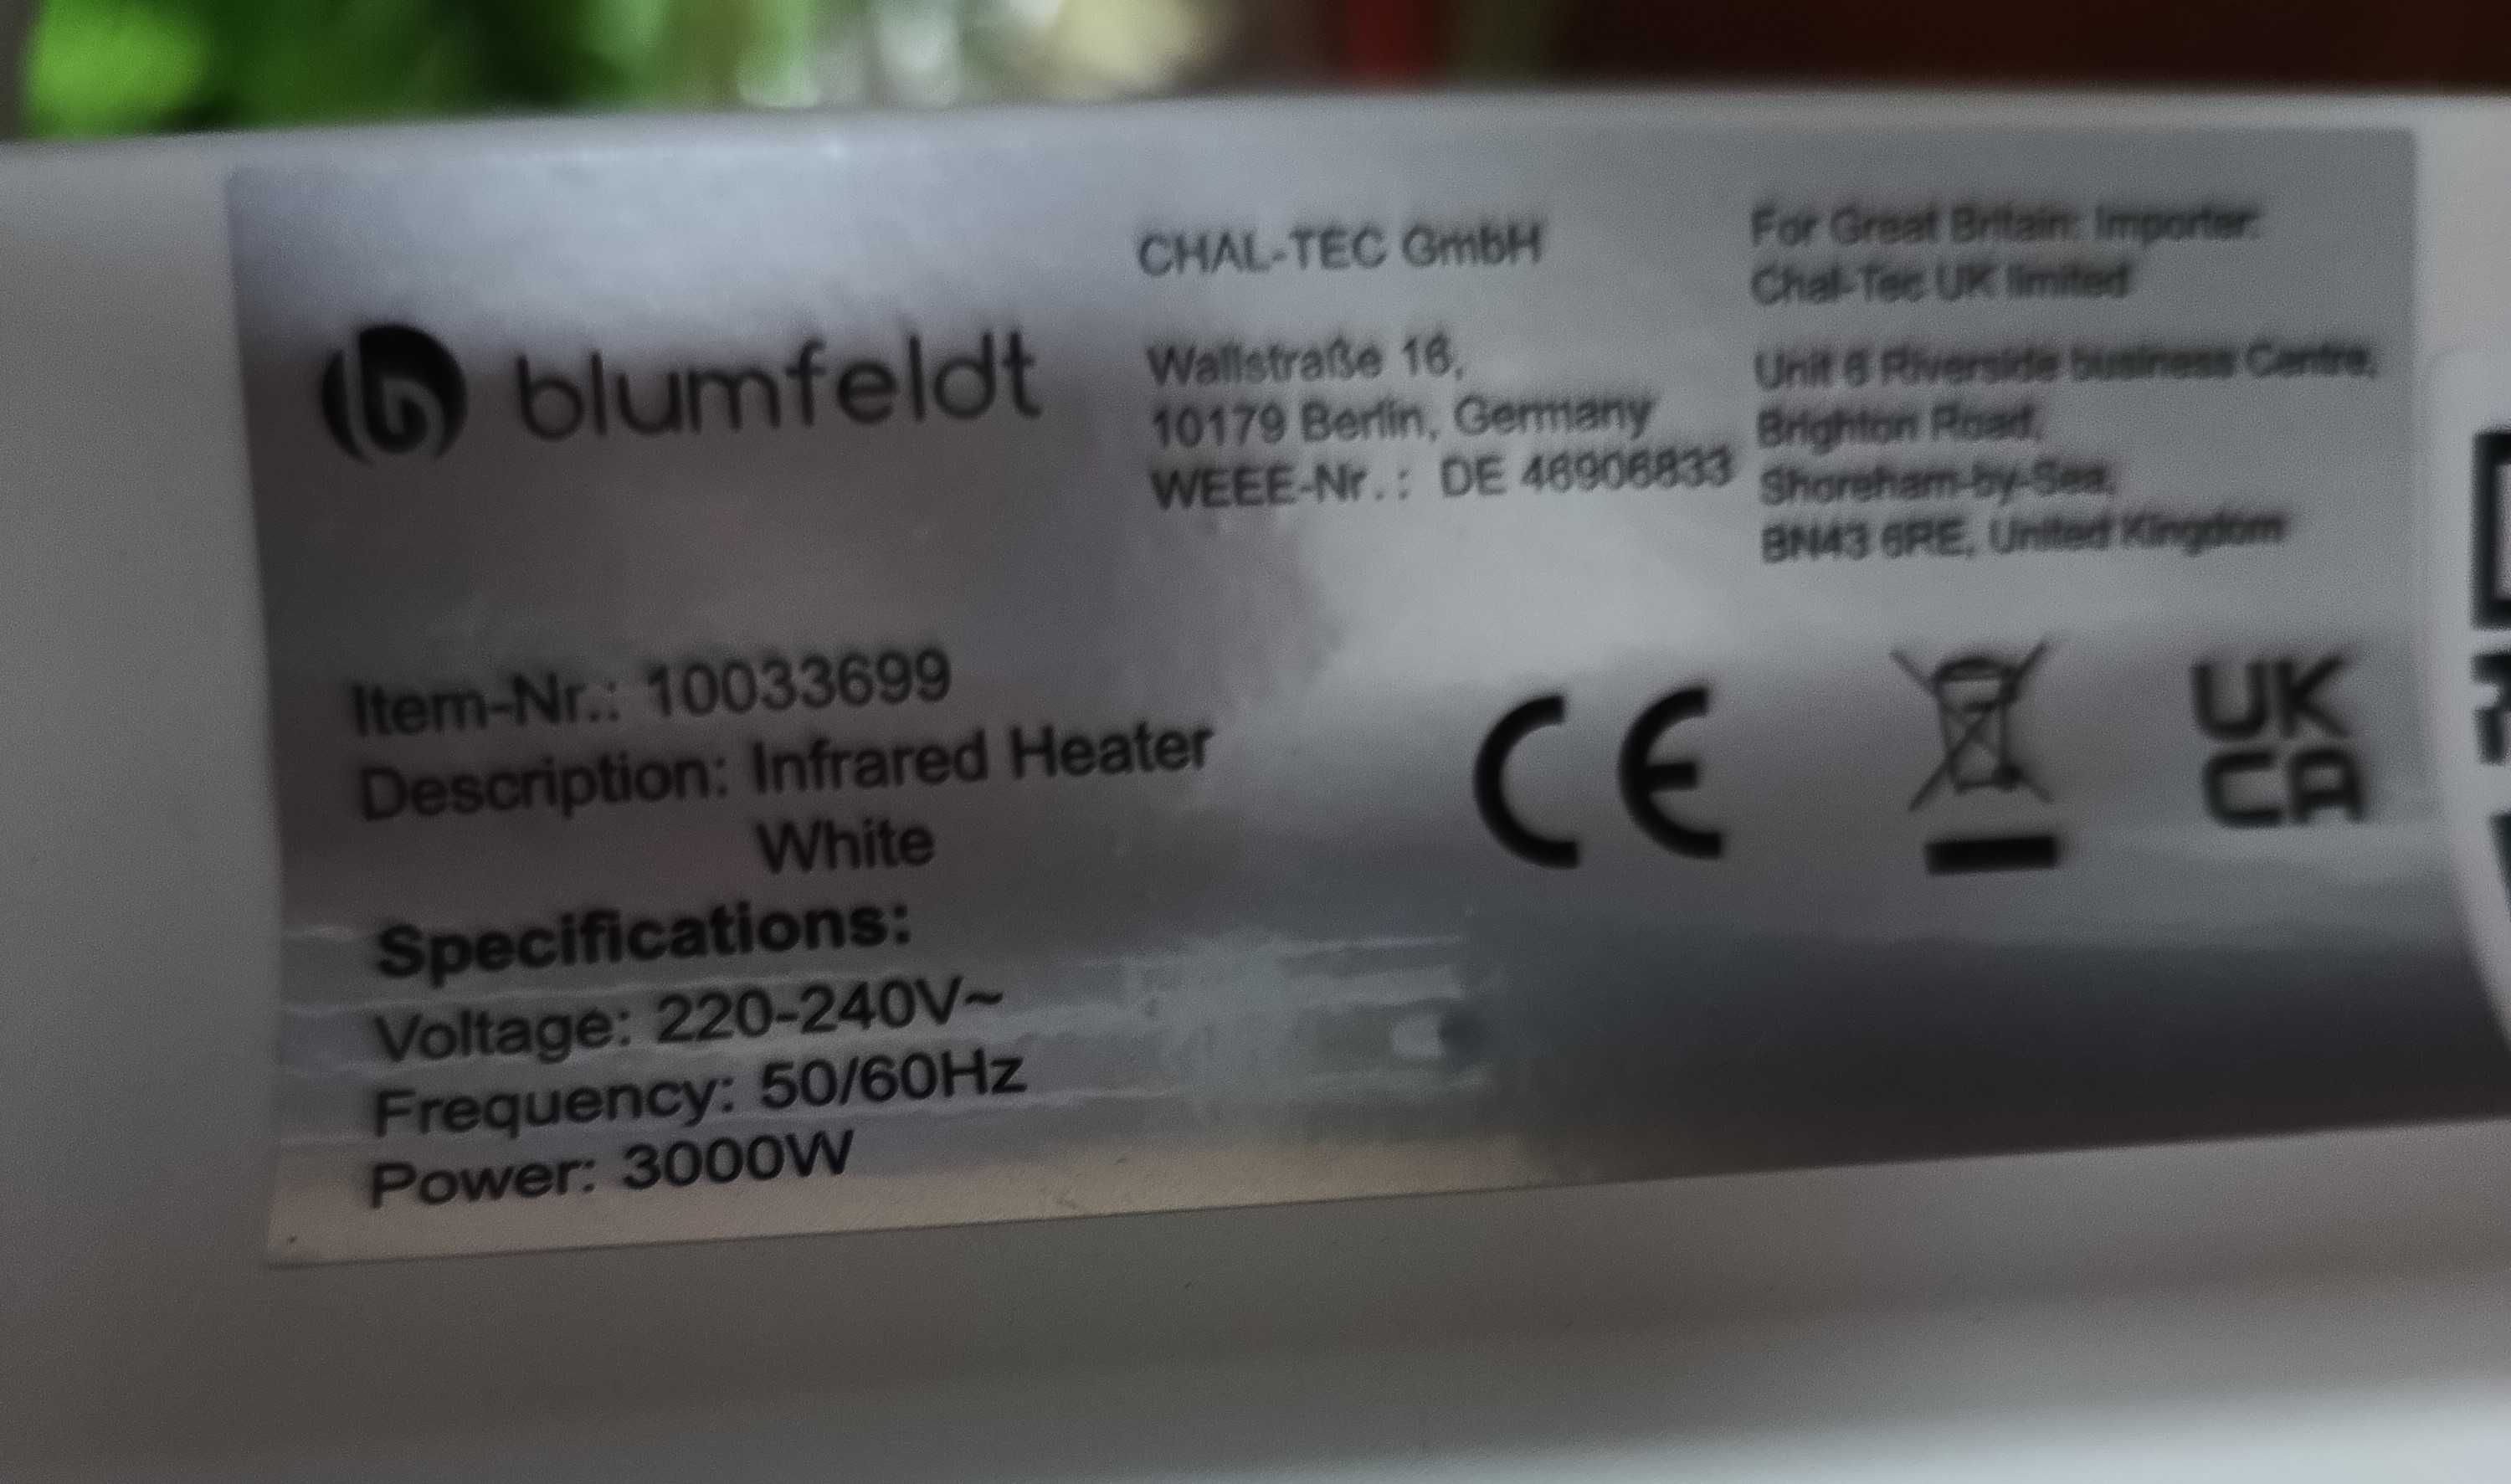 blumfeldt
CHAL-TEC GmbH
Wallstraße 16,
10179 Berlin, Germany
WEEE-Nr.: DE 46906833
For Great Britain: Importer:
Chal-Tec UK limited
Unit 6 Riverside business Centre,
Brighton Road,
Shoreham-by-Sea,
BN43 6RE, United Kingdom
Item-Nr.: 10033699
Description: Infrared Heater
White
Specifications:
Voltage: 220-240V~
Frequency: 50/60Hz
Power: 3000W
CE
UK
CA